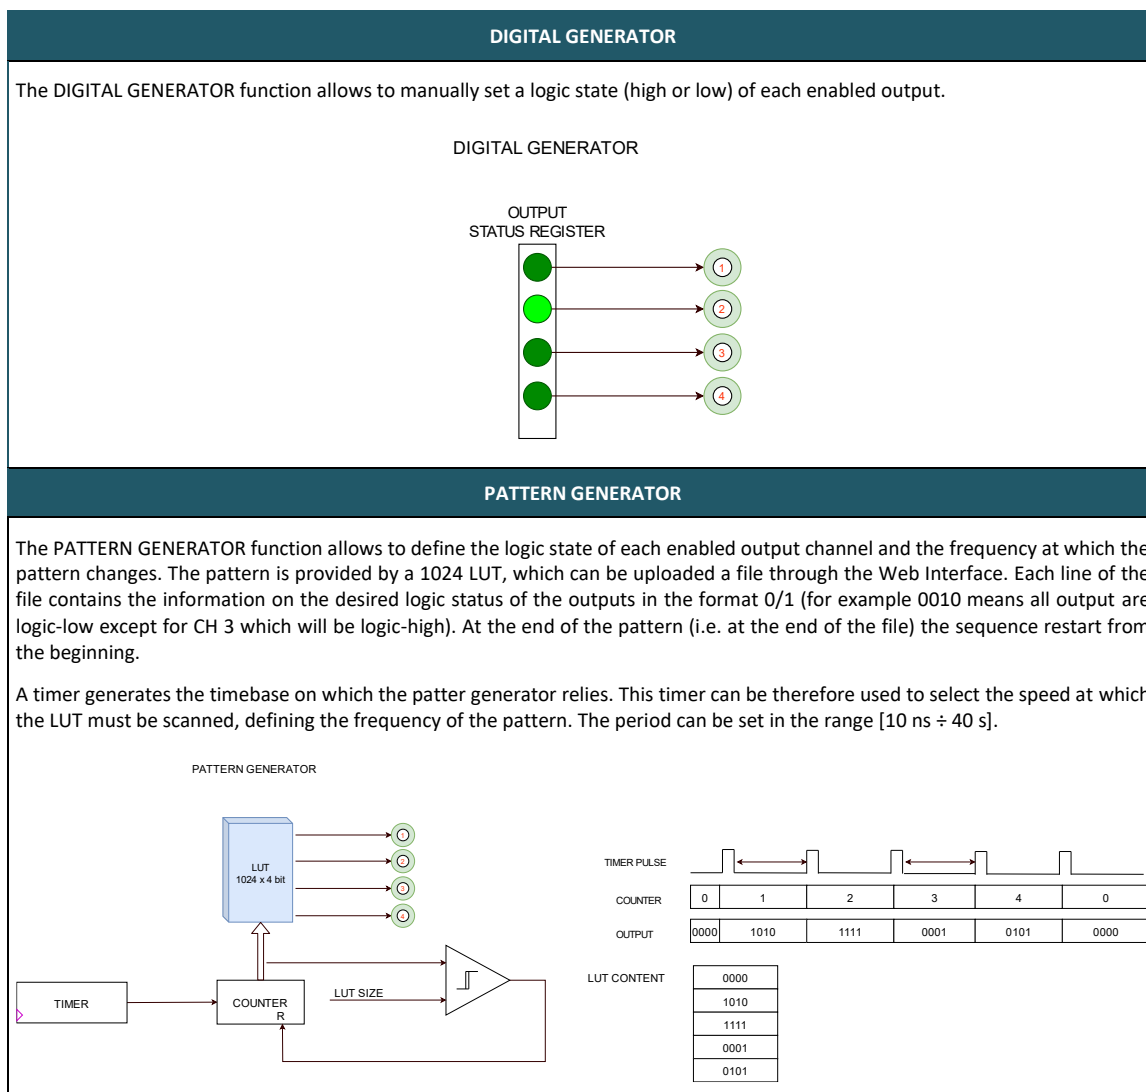 DIGITAL GENERATOR
The DIGITAL GENERATOR function allows to manually set a logic state (high or low) of each enabled output.
DIGITAL GENERATOR
OUTPUT
STATUS REGISTER
1
2
3
4
PATTERN GENERATOR
The PATTERN GENERATOR function allows to define the logic state of each enabled output channel and the frequency at which the
pattern changes. The pattern is provided by a 1024 LUT, which can be uploaded a file through the Web Interface. Each line of the
file contains the information on the desired logic status of the outputs in the format 0/1 (for example 0010 means all output are
logic-low except for CH 3 which will be logic-high). At the end of the pattern (i.e. at the end of the file) the sequence restart from
the beginning.
A timer generates the timebase on which the patter generator relies. This timer can be therefore used to select the speed at which
the LUT must be scanned, defining the frequency of the pattern. The period can be set in the range [10 ns ÷ 40 s].
PATTERN GENERATOR
LUT
1024 x 4 bit
1
2
3
4
TIMER
COUNTER
R
LUT SIZE
TIMER PULSE
COUNTER 0 1 2 3 4 0
OUTPUT 0000 1010 1111 0001 0101 0000
LUT CONTENT 0000
1010
1111
0001
0101